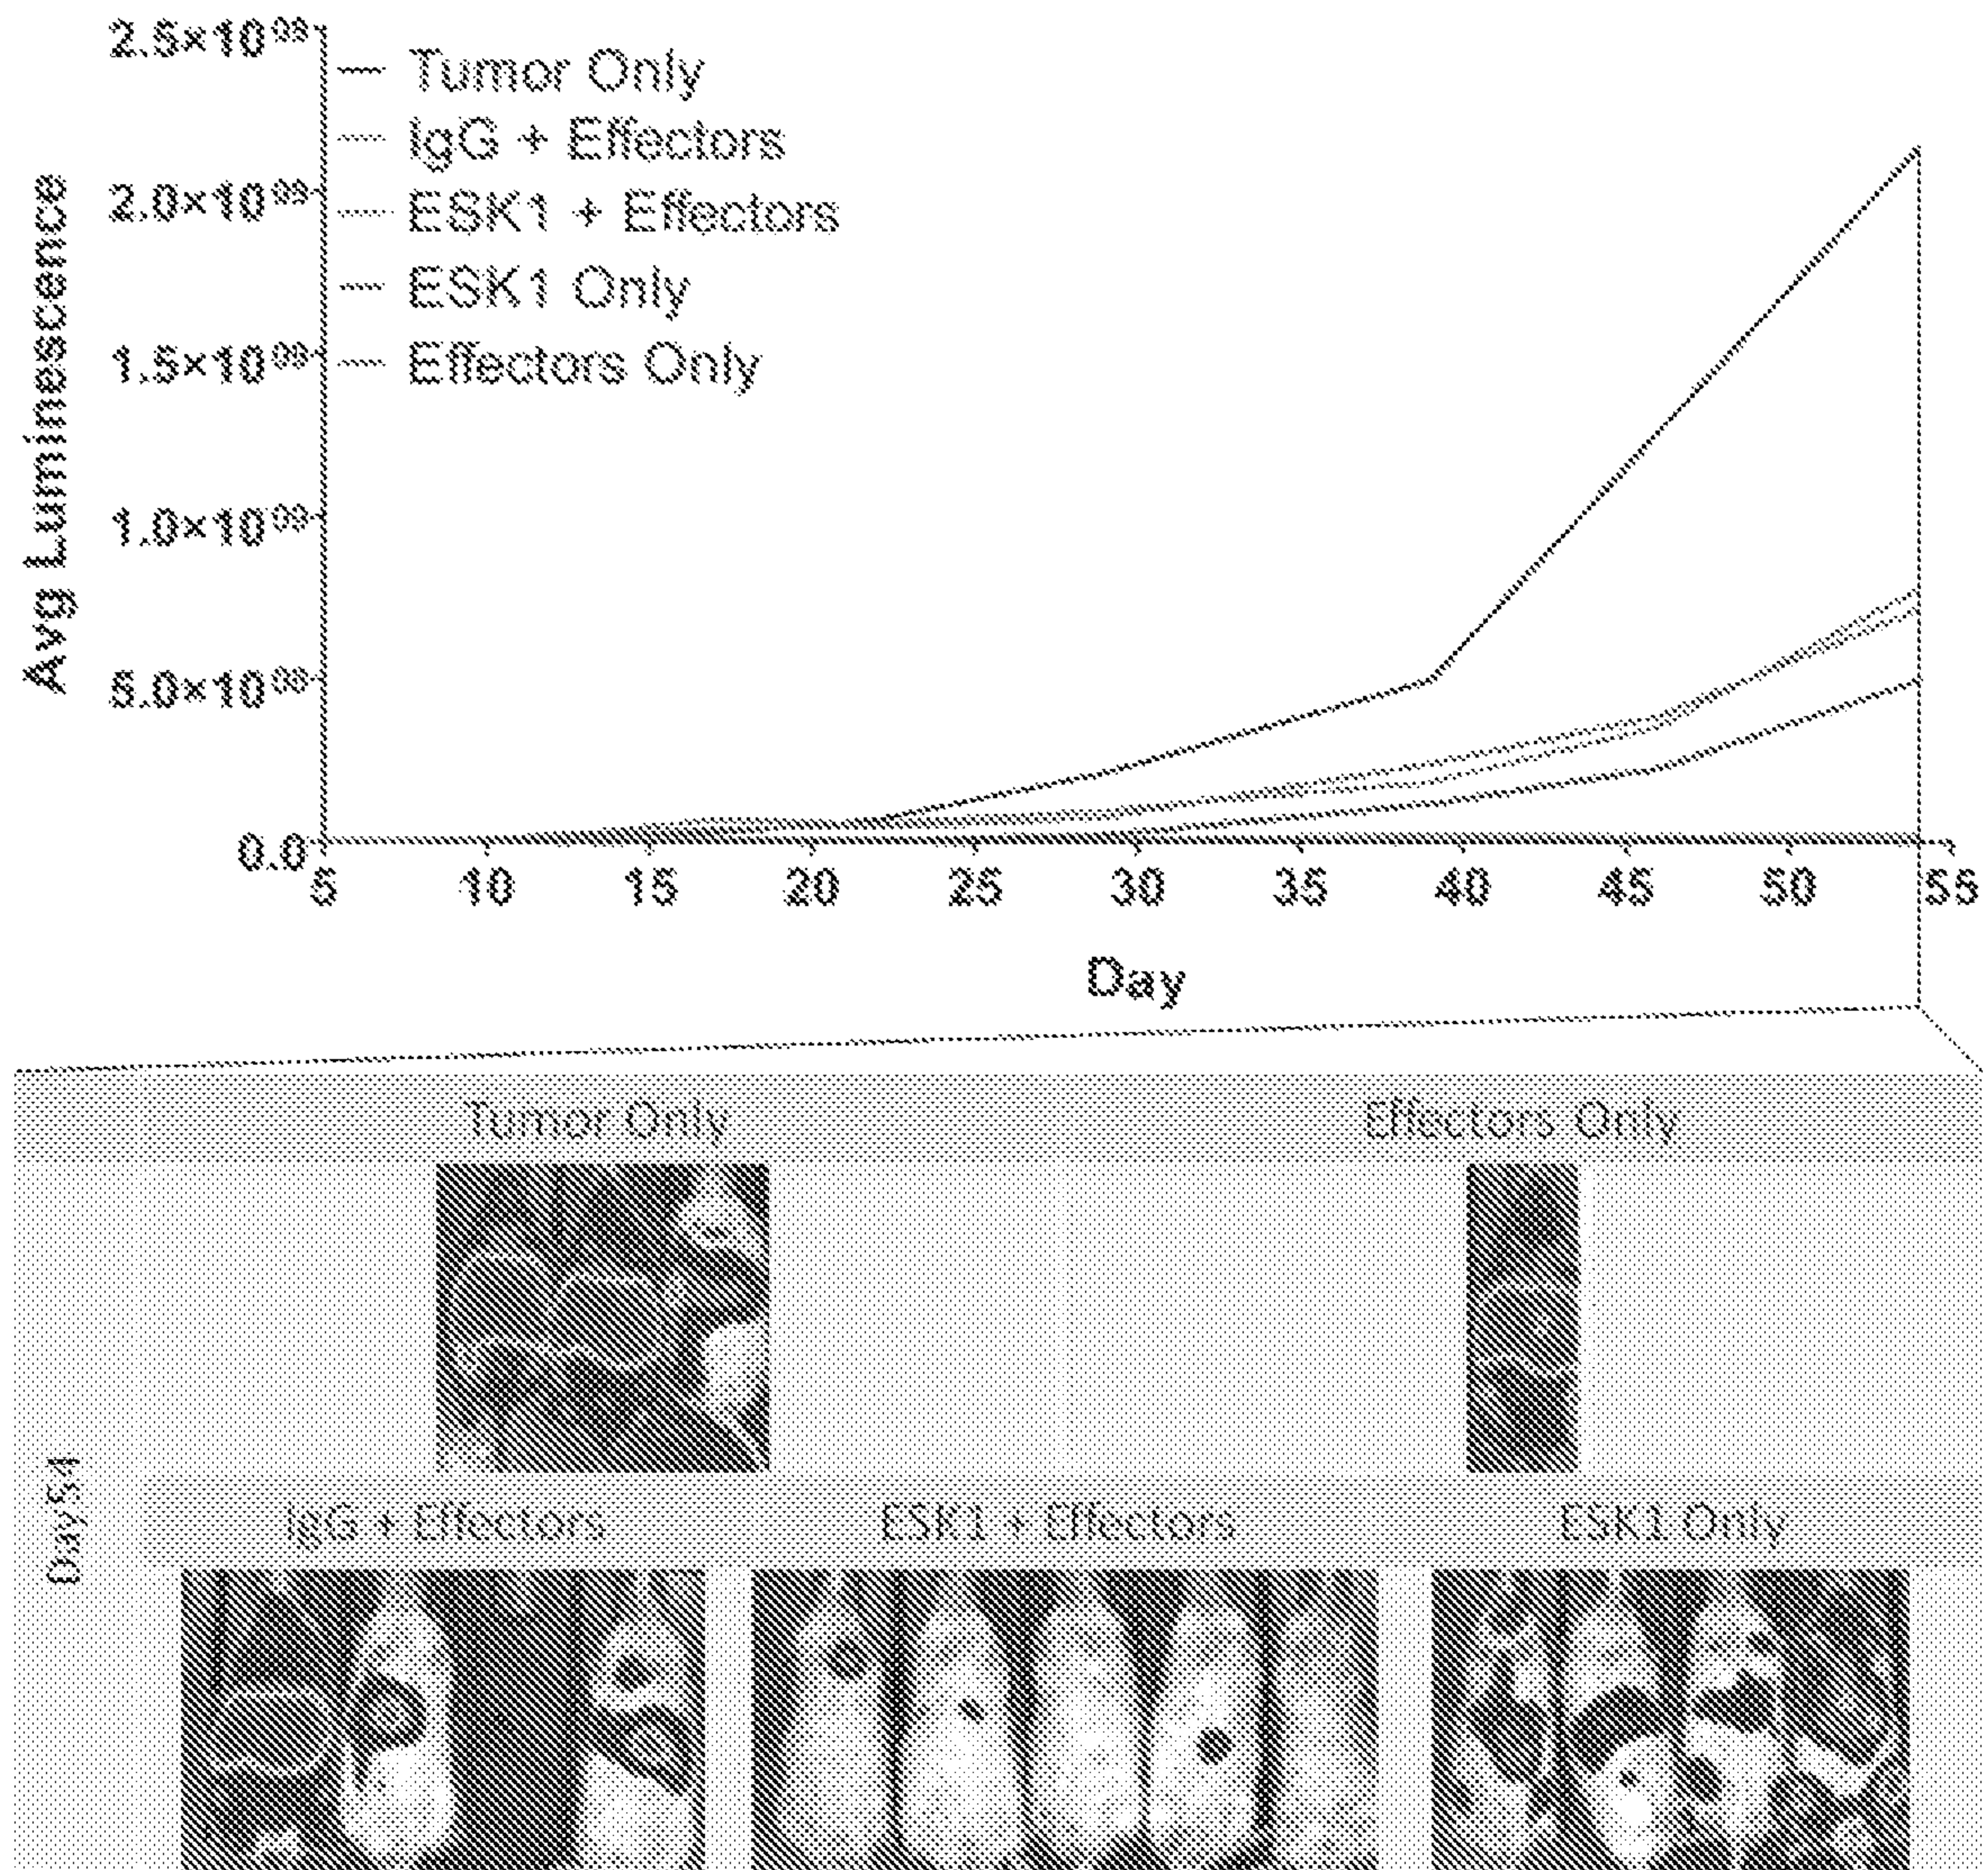 2.5×10⁰⁹
Tumor Only
IgG + Effectors
2.0×10⁰⁹
ESK1 + Effectors
ESK1 Only
1.5×10⁰⁹
Effectors Only
1.0×10⁰⁹
5.0×10⁰⁸
0.0
Avg Luminescence
5 10 15 20 25 30 35 40 45 50 55
Day
Tumor Only Effectors Only
Day 54
IgG + Effectors ESK1 + Effectors ESK1 Only